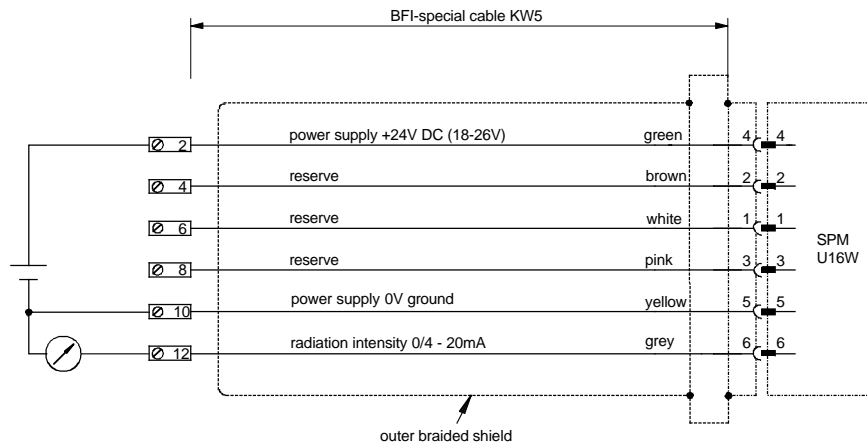 BFI-special cable KW5
2 power supply +24V DC (18-26V) green 4 4
4 reserve brown 2 2
6 reserve white 1 1
8 reserve pink 3 3
10 power supply 0V ground yellow 5 5
12 radiation intensity 0/4 - 20mA grey 6 6
SPM
U16W
outer braided shield